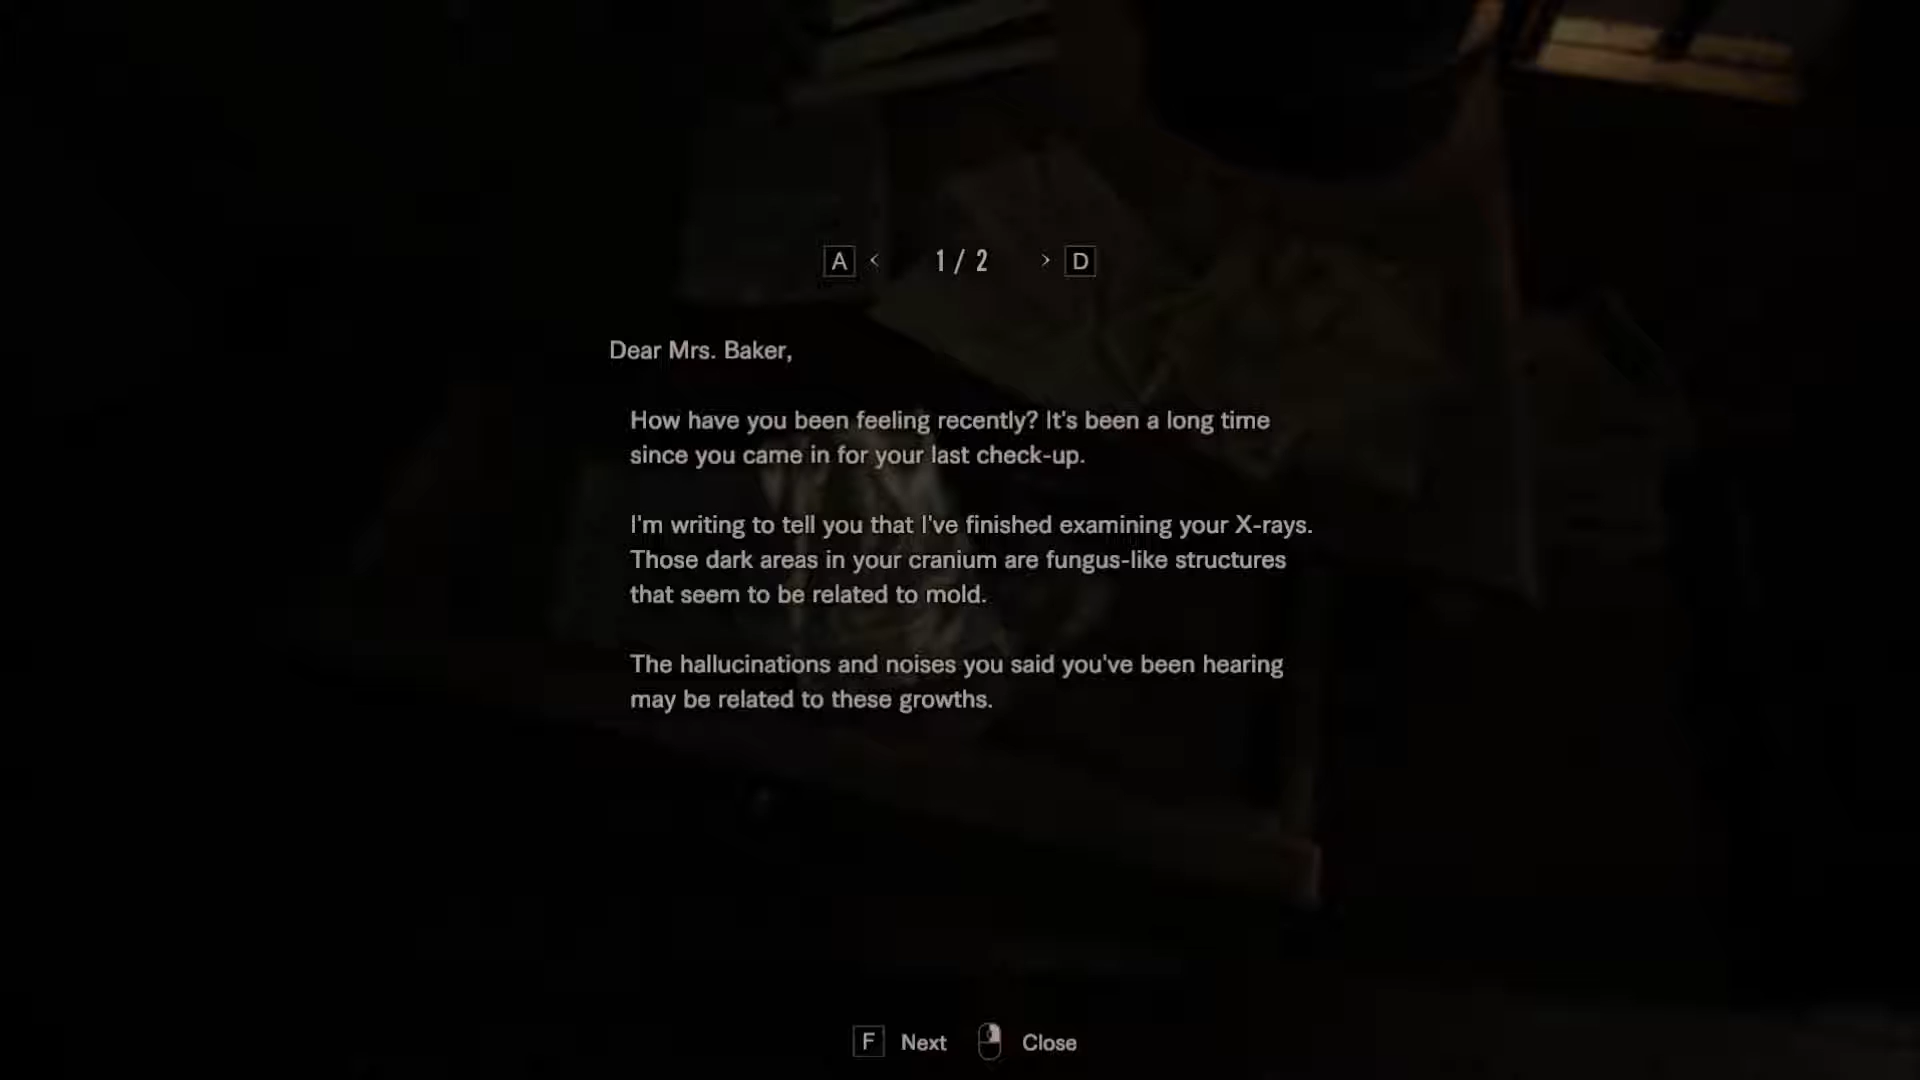 A < 1 / 2 > D
Dear Mrs. Baker,
How have you been feeling recently? It's been a long time
since you came in for your last check-up.
I'm writing to tell you that I've finished examining your X-rays.
Those dark areas in your cranium are fungus-like structures
that seem to be related to mold.
The hallucinations and noises you said you've been hearing
may be related to these growths.
F Next Close